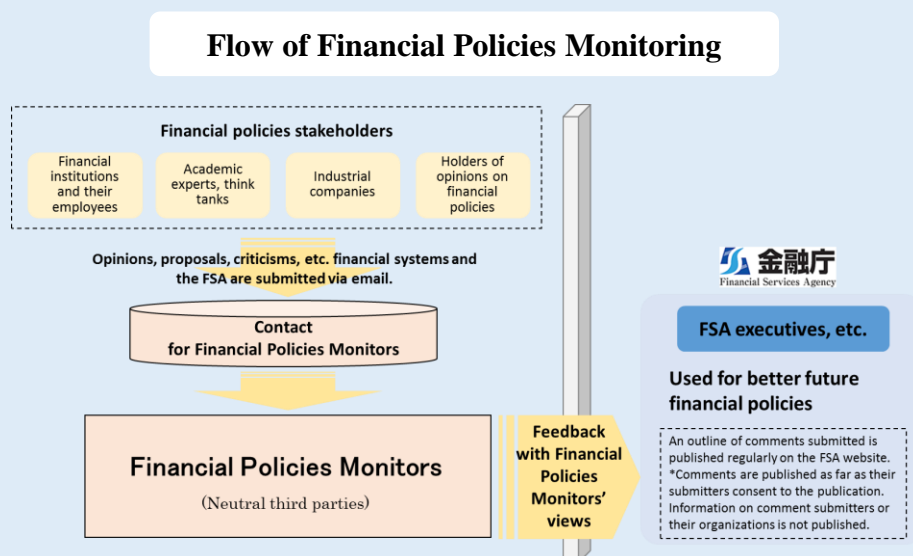 Flow of Financial Policies Monitoring
Financial policies stakeholders
Financial
institutions
and their
employees
Academic
experts, think
tanks
Industrial
companies
Holders of
opinions on
financial
policies
Opinions, proposals, criticisms, etc. financial systems and
the FSA are submitted via email.
Contact
for Financial Policies Monitors
Financial Policies Monitors
(Neutral third parties)
Feedback
with Financial
Policies
Monitors'
views
金融庁
Financial Services Agency
FSA executives, etc.
Used for better future
financial policies
An outline of comments submitted is
published regularly on the FSA website.
*Comments are published as far as their
submitters consent to the publication.
Information on comment submitters or
their organizations is not published.